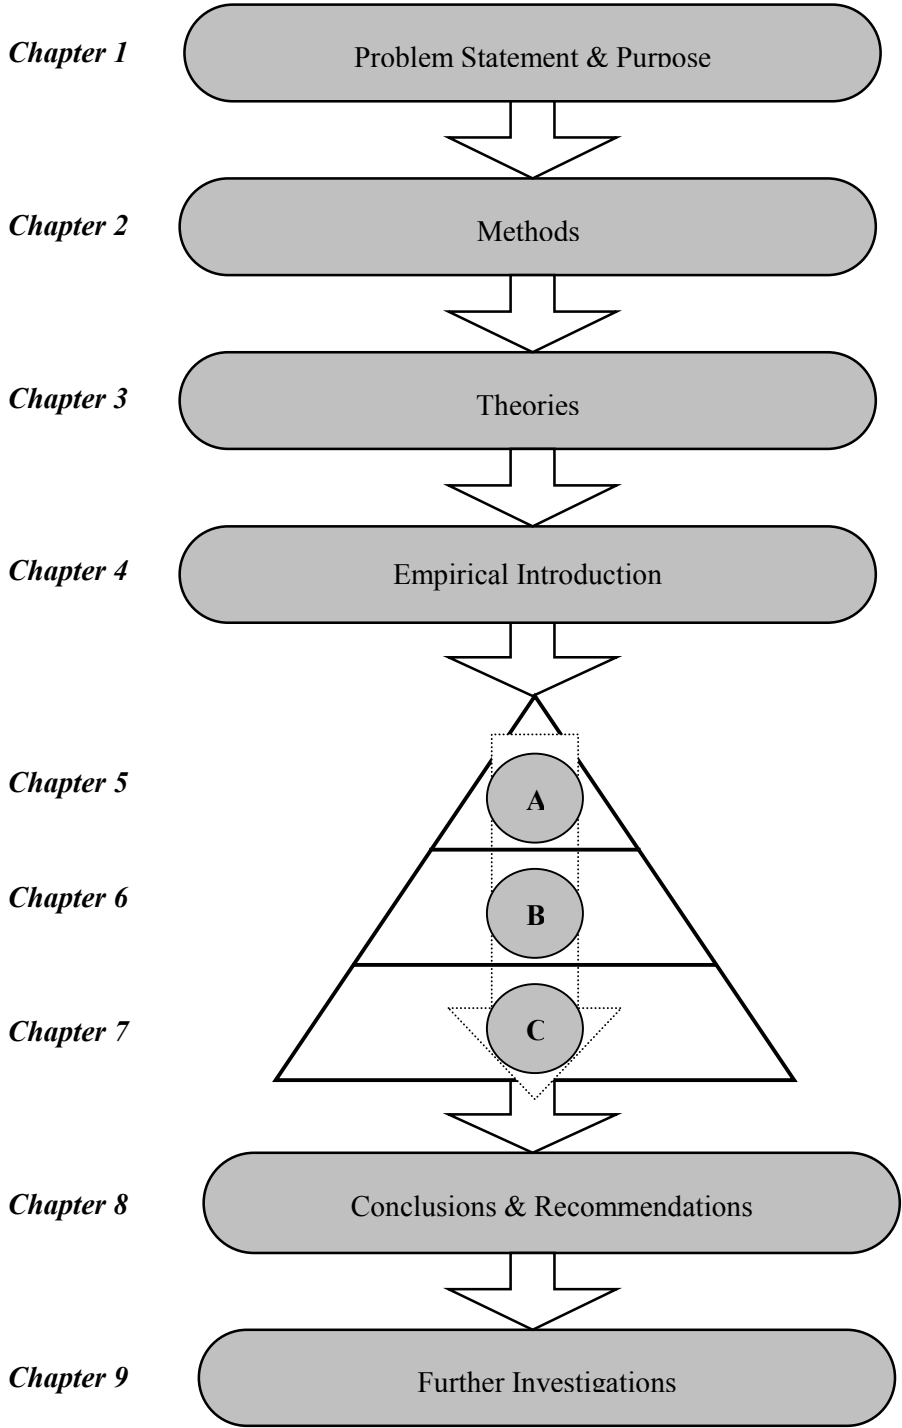 Chapter 1
Problem Statement & Purpose
Chapter 2
Methods
Chapter 3
Theories
Chapter 4
Empirical Introduction
Chapter 5
A
Chapter 6
B
Chapter 7
C
Chapter 8
Conclusions & Recommendations
Chapter 9
Further Investigations